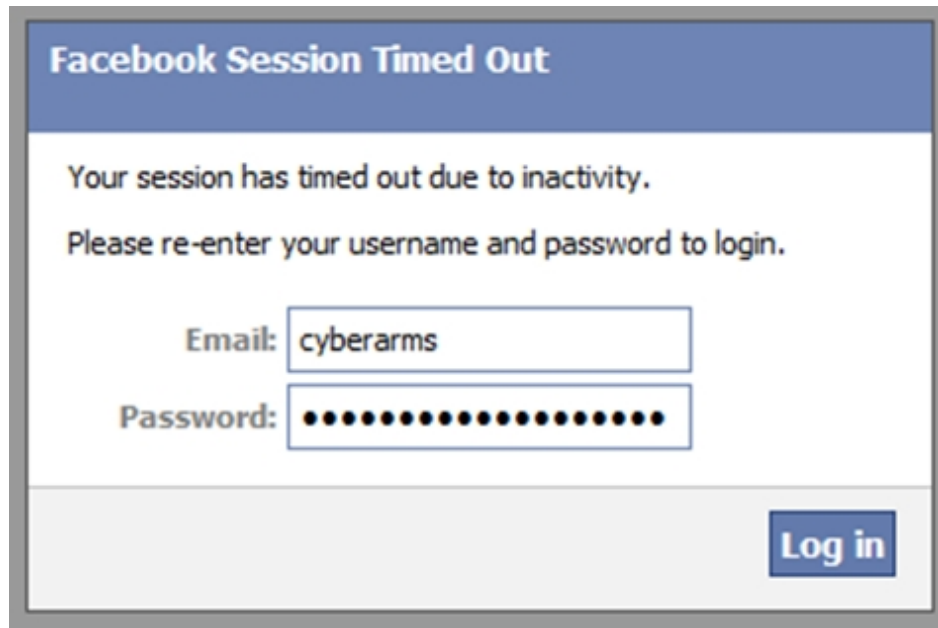 Facebook Session Timed Out
Your session has timed out due to inactivity.
Please re-enter your username and password to login.
Email: cyberarms
Password: •••••••••••••••••••
Log in